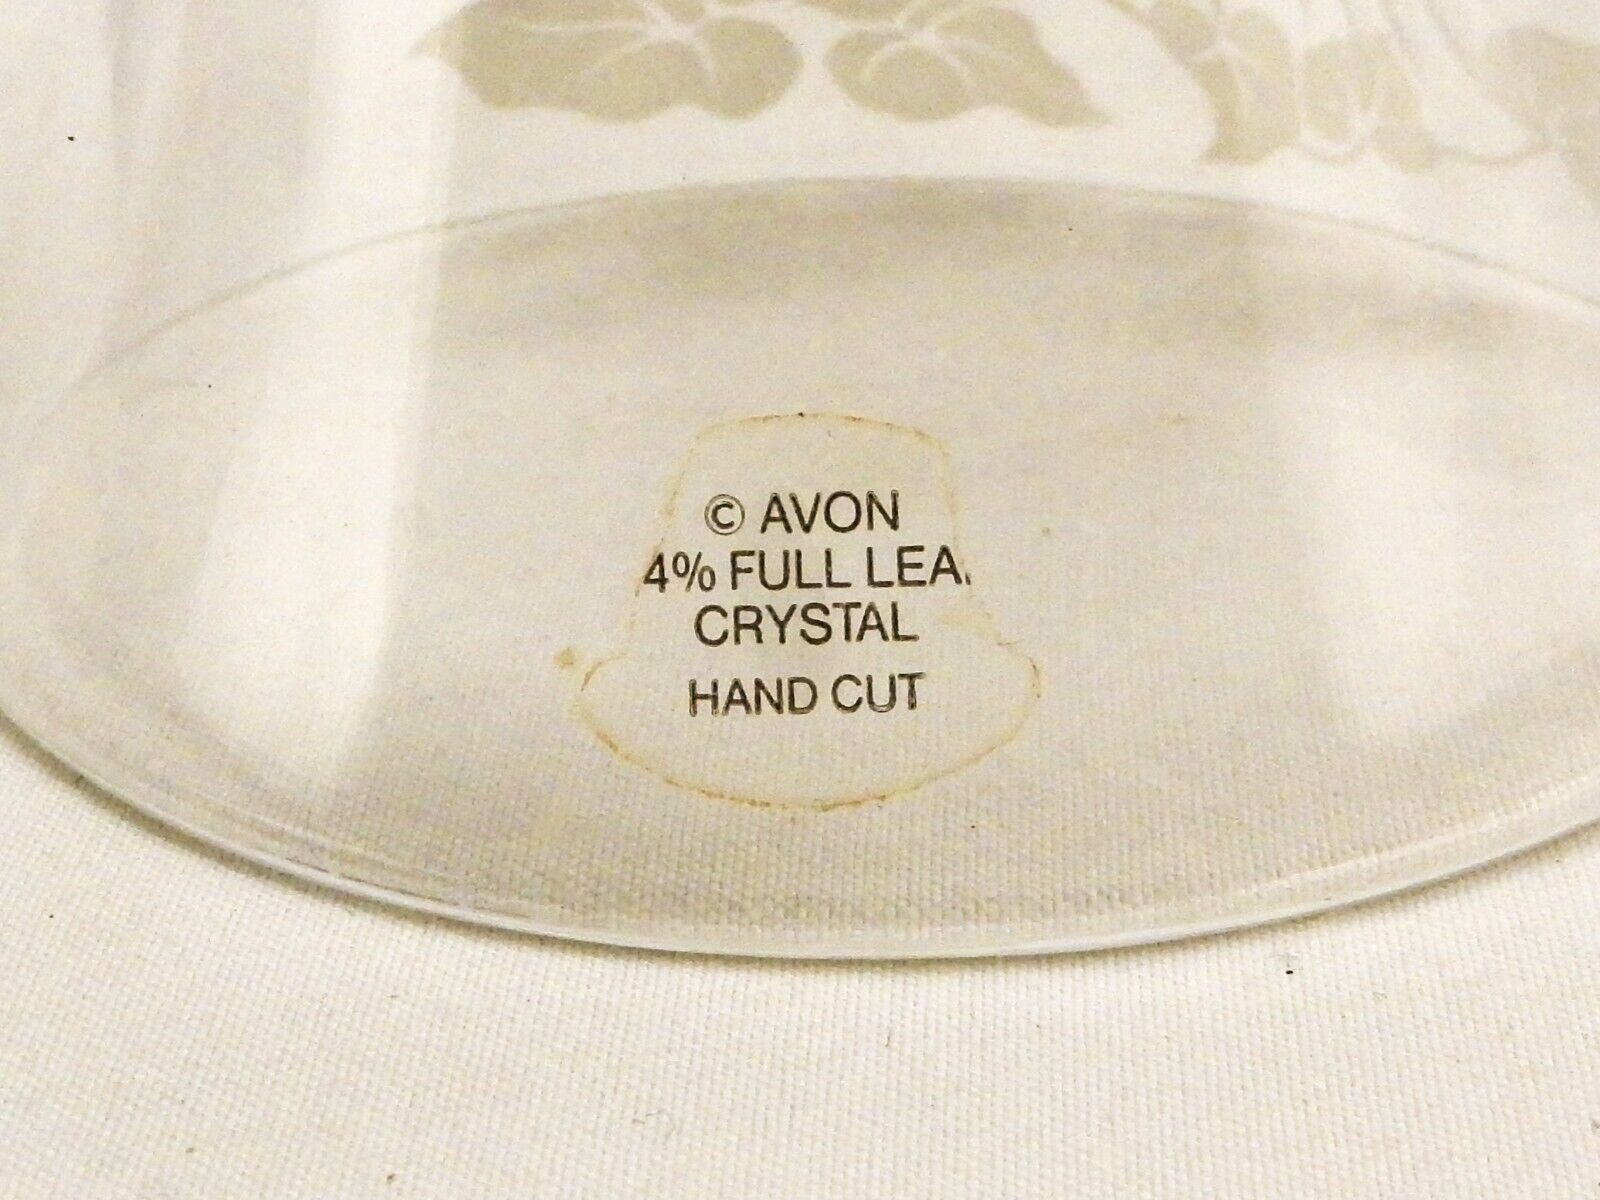 © AVON
4% FULL LEA
CRYSTAL
HAND CUT